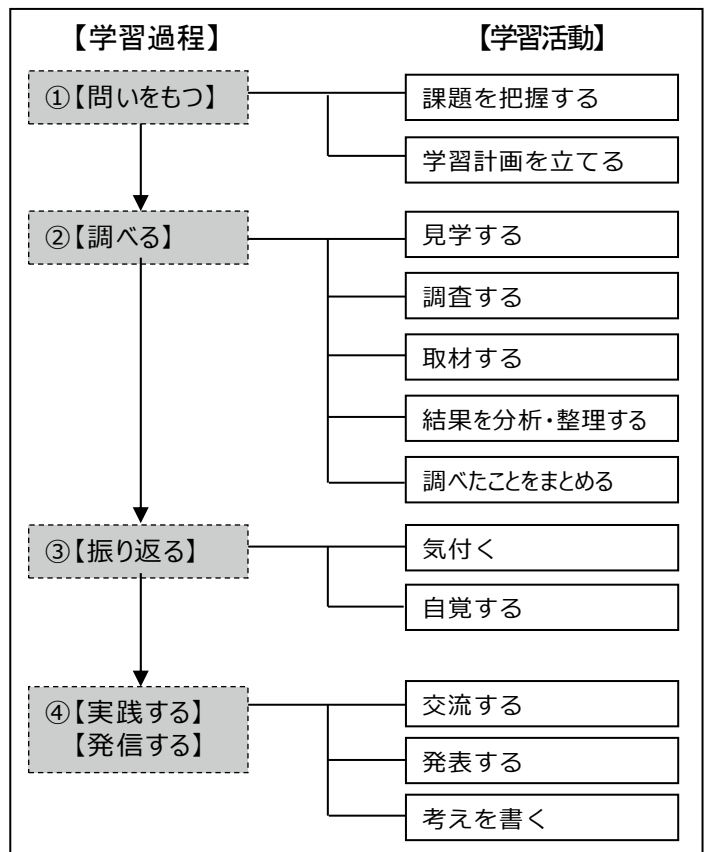 【学習過程】
【学習活動】
①【問いをもつ】
課題を把握する
学習計画を立てる
②【調べる】
見学する
調査する
取材する
結果を分析・整理する
調べたことをまとめる
③【振り返る】
気付く
自覚する
④【実践する】
【発信する】
交流する
発表する
考えを書く